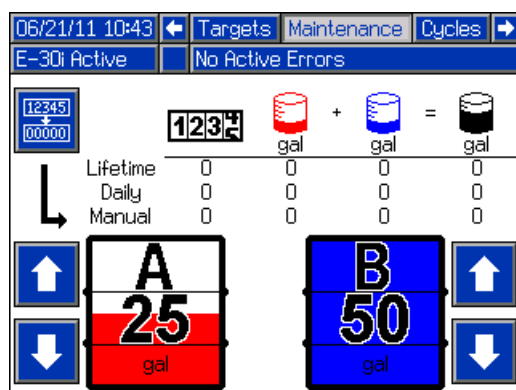 06/21/11 10:43 Targets Maintenance Cycles
E-30i Active No Active Errors
12345
00000
gal + gal = gal
Lifetime 0 0 0 0
Daily 0 0 0 0
Manual 0 0 0 0
A B
25 50
gal gal